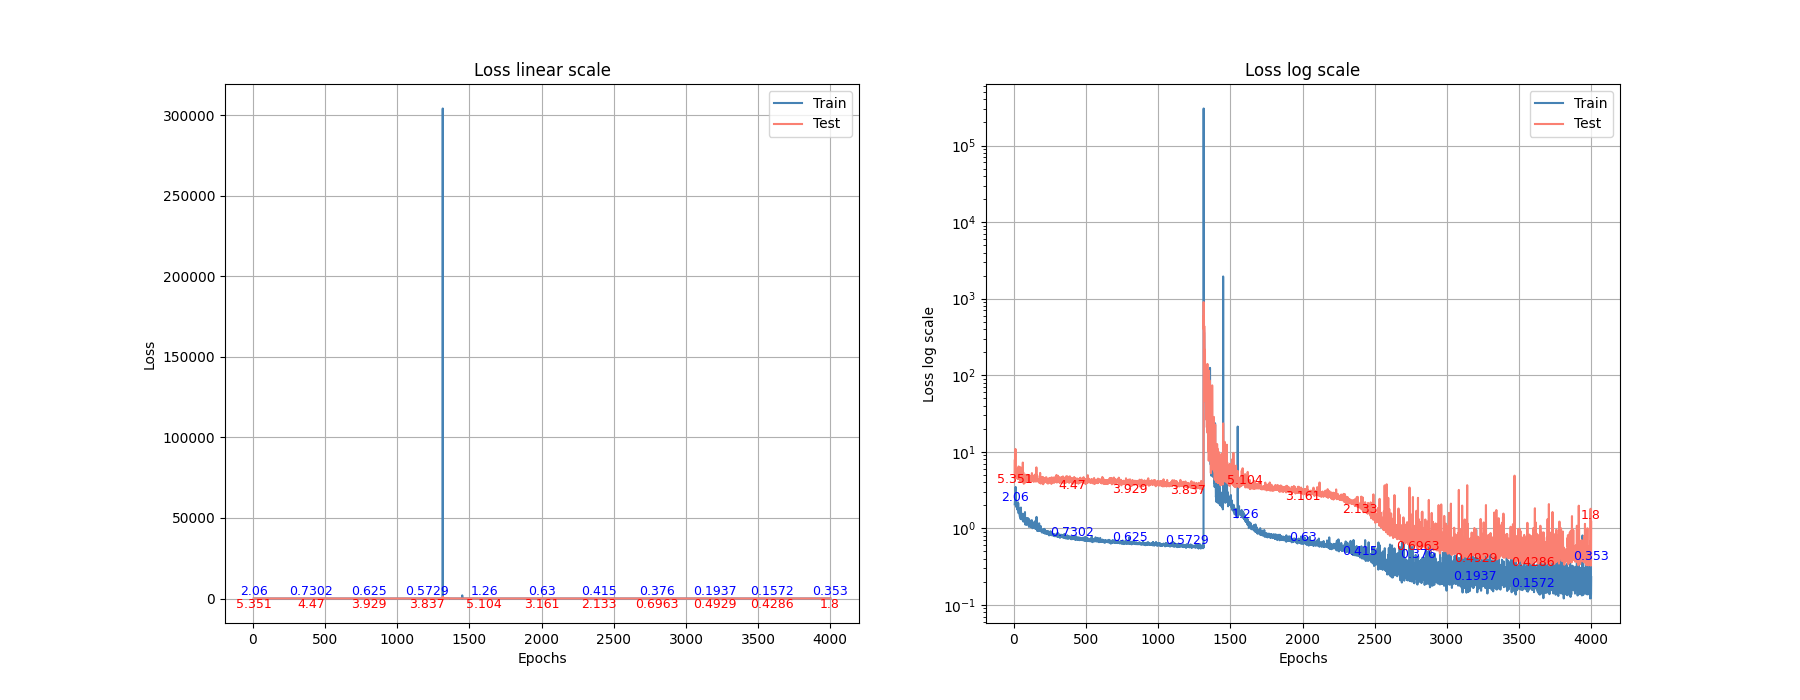 Loss linear scale
Loss
300000
250000
200000
150000
100000
50000
0
Train
Test
2.06 0.7302 0.625 0.5729 1.26 0.63 0.415 0.376 0.1937 0.1572 0.353
5.351 4.47 3.929 3.837 5.104 3.161 2.133 0.6963 0.4929 0.4286 1.8
0 500 1000 1500 2000 2500 3000 3500 4000
Epochs
Loss log scale
Loss log scale
10^5
10^4
10^3
10^2
10^1
10^0
10^-1
Train
Test
5.351 4.47 3.929 3.837 5.104 3.161 2.133 0.6963 0.4929 0.4286 1.8
2.06 0.7302 0.625 0.5729 1.26 0.63 0.415 0.376 0.1937 0.1572 0.353
0 500 1000 1500 2000 2500 3000 3500 4000
Epochs